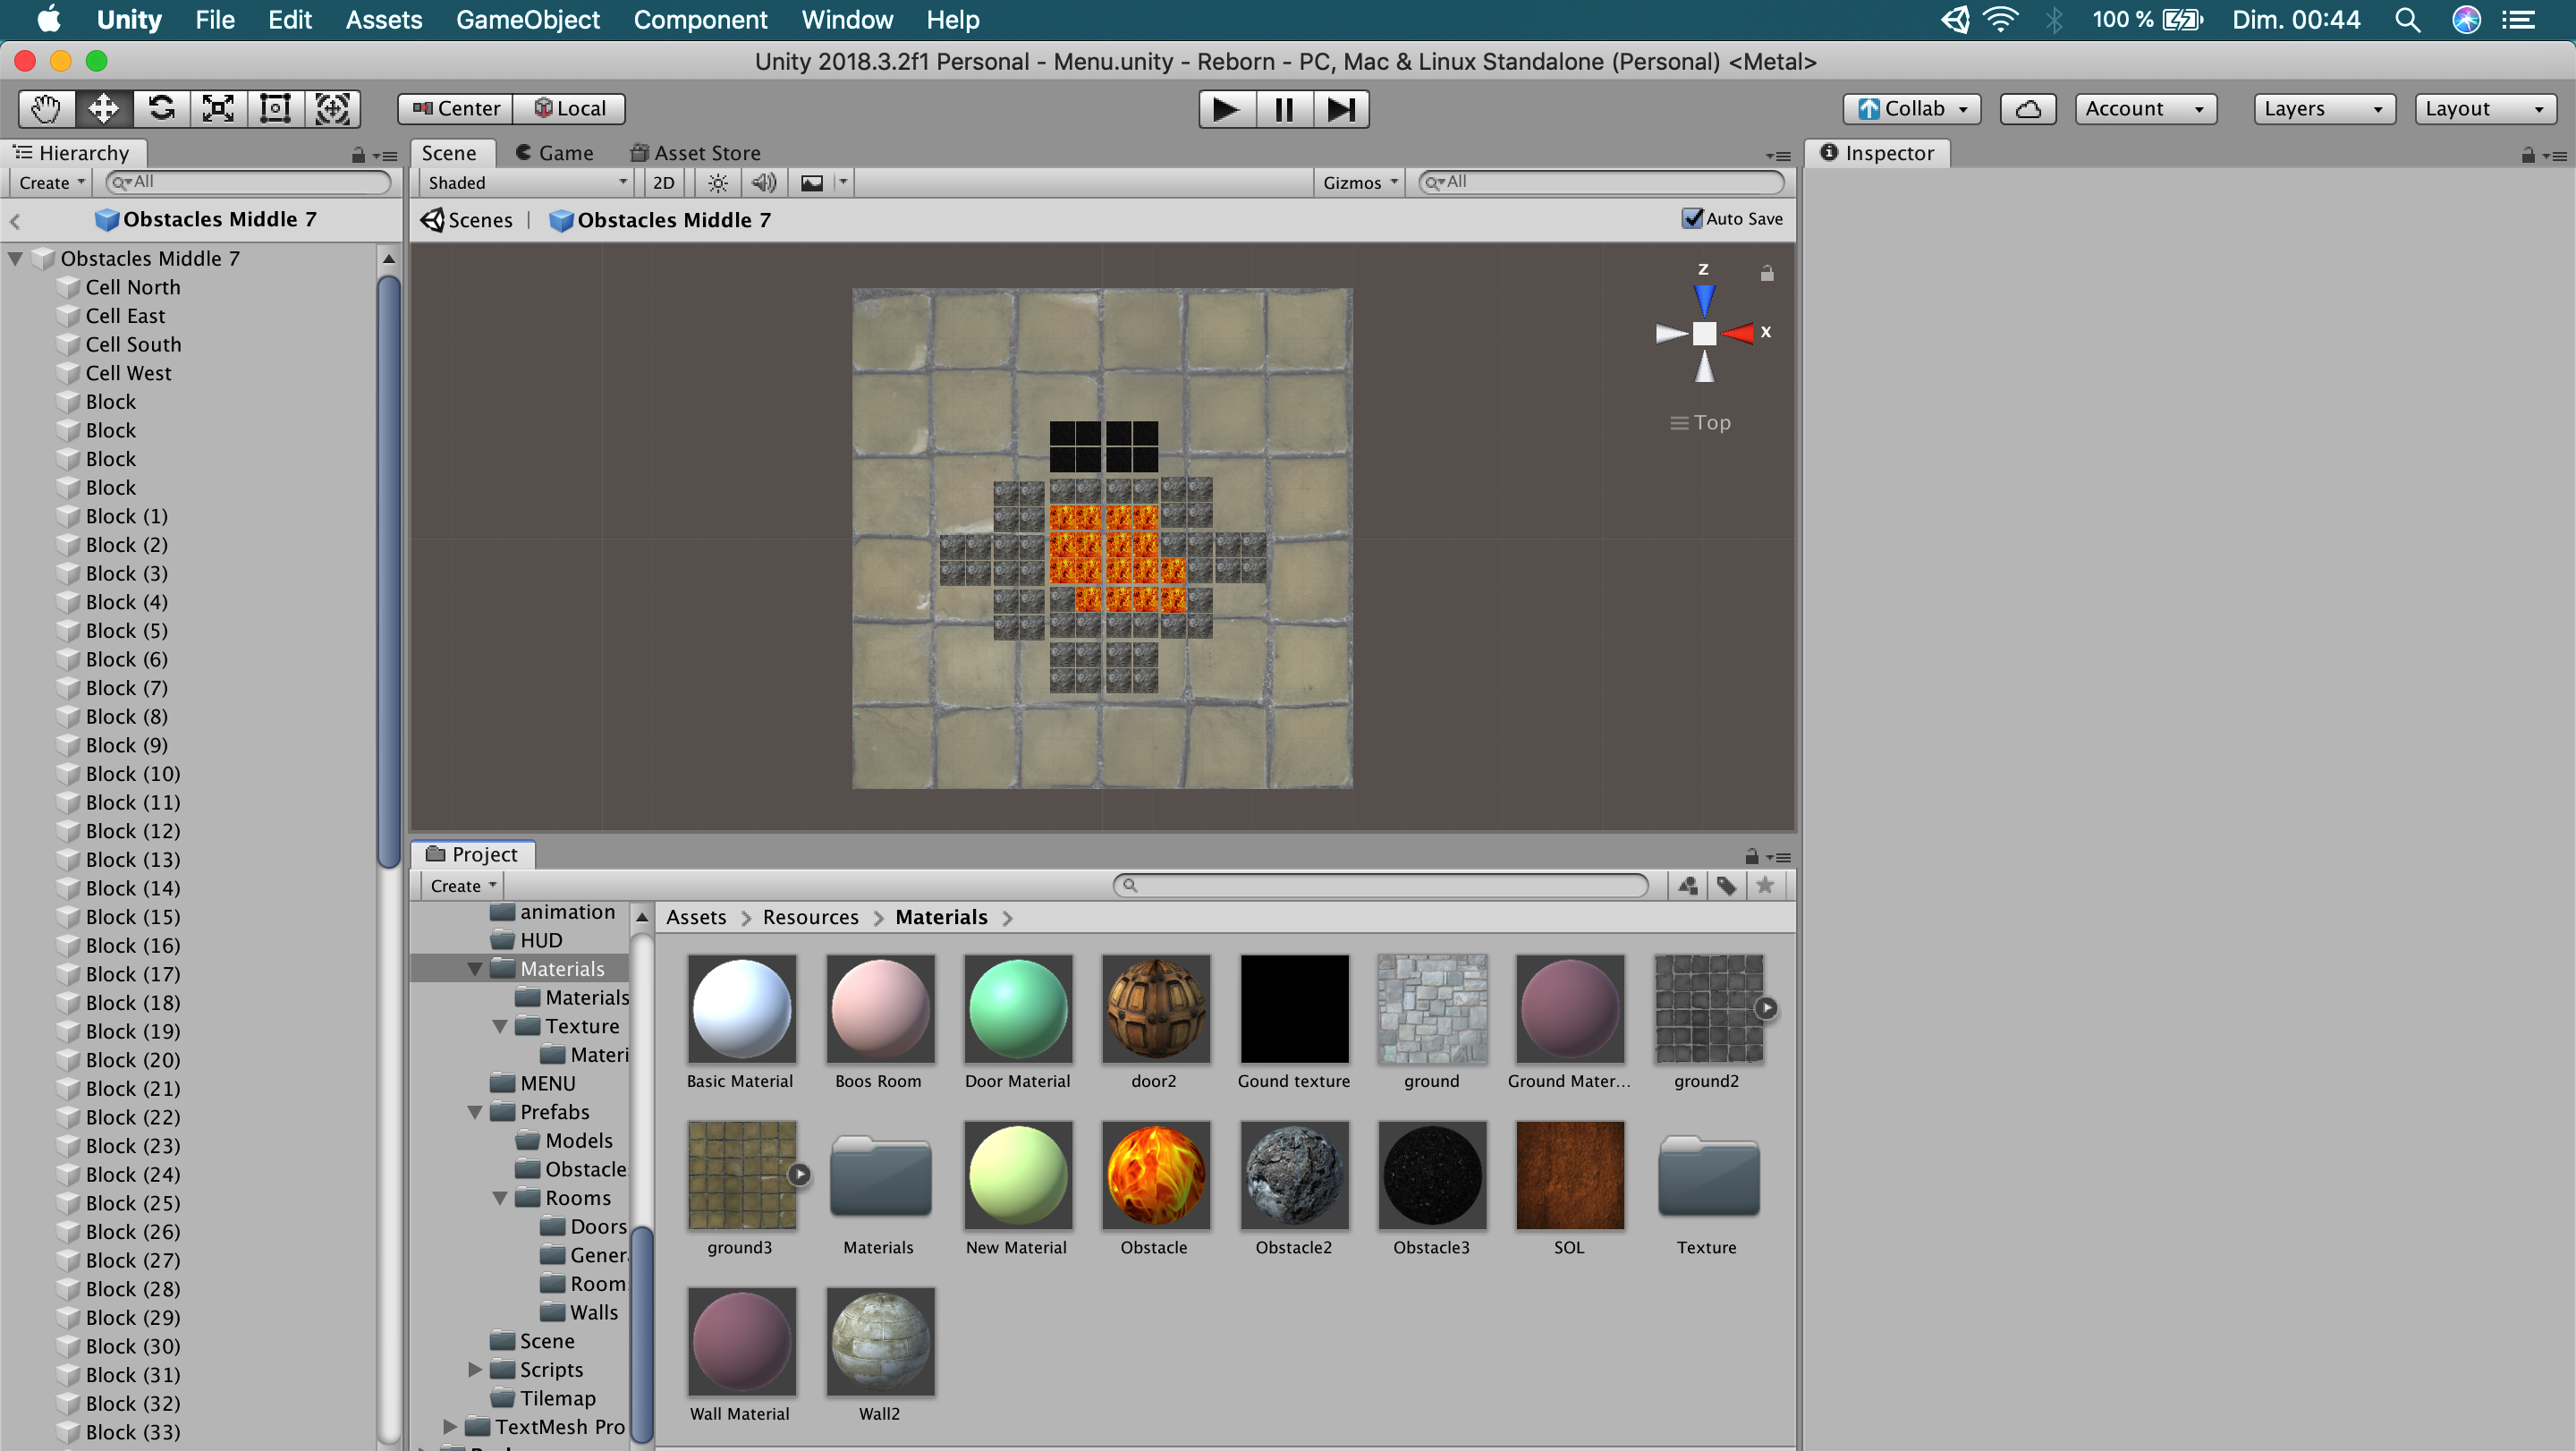 Unity File Edit Assets GameObject Component Window Help 100 % Dim. 00:44
Unity 2018.3.2f1 Personal - Menu.unity - Reborn - PC, Mac & Linux Standalone (Personal) <Metal>
Center Local Collab Account Layers Layout
Hierarchy
Create All
Obstacles Middle 7
Obstacles Middle 7
Cell North
Cell East
Cell South
Cell West
Block
Block
Block
Block
Block (1)
Block (2)
Block (3)
Block (4)
Block (5)
Block (6)
Block (7)
Block (8)
Block (9)
Block (10)
Block (11)
Block (12)
Block (13)
Block (14)
Block (15)
Block (16)
Block (17)
Block (18)
Block (19)
Block (20)
Block (21)
Block (22)
Block (23)
Block (24)
Block (25)
Block (26)
Block (27)
Block (28)
Block (29)
Block (30)
Block (31)
Block (32)
Block (33)
Scene Game Asset Store
Shaded 2D Gizmos All
Scenes | Obstacles Middle 7 Auto Save
z
x
Top
Project
Create
animation
HUD
Materials
Materials
Texture
Materi
MENU
Prefabs
Models
Obstacle
Rooms
Doors
Gener
Room
Walls
Scene
Scripts
Tilemap
TextMesh Pro
Assets Resources Materials
Basic Material Boos Room Door Material door2 Gound texture ground Ground Mater... ground2
ground3 Materials New Material Obstacle Obstacle2 Obstacle3 SOL Texture
Wall Material Wall2
Inspector